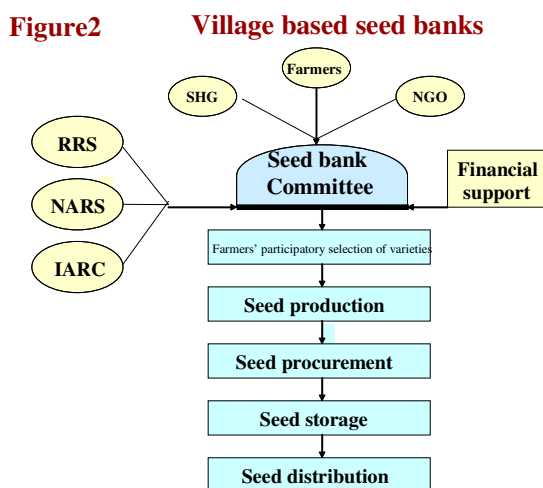 Figure2 Village based seed banks
Farmers
SHG
NGO
RRS
NARS
IARC
Seed bank
Committee
Financial
support
Farmers' participatory selection of varieties
Seed production
Seed procurement
Seed storage
Seed distribution